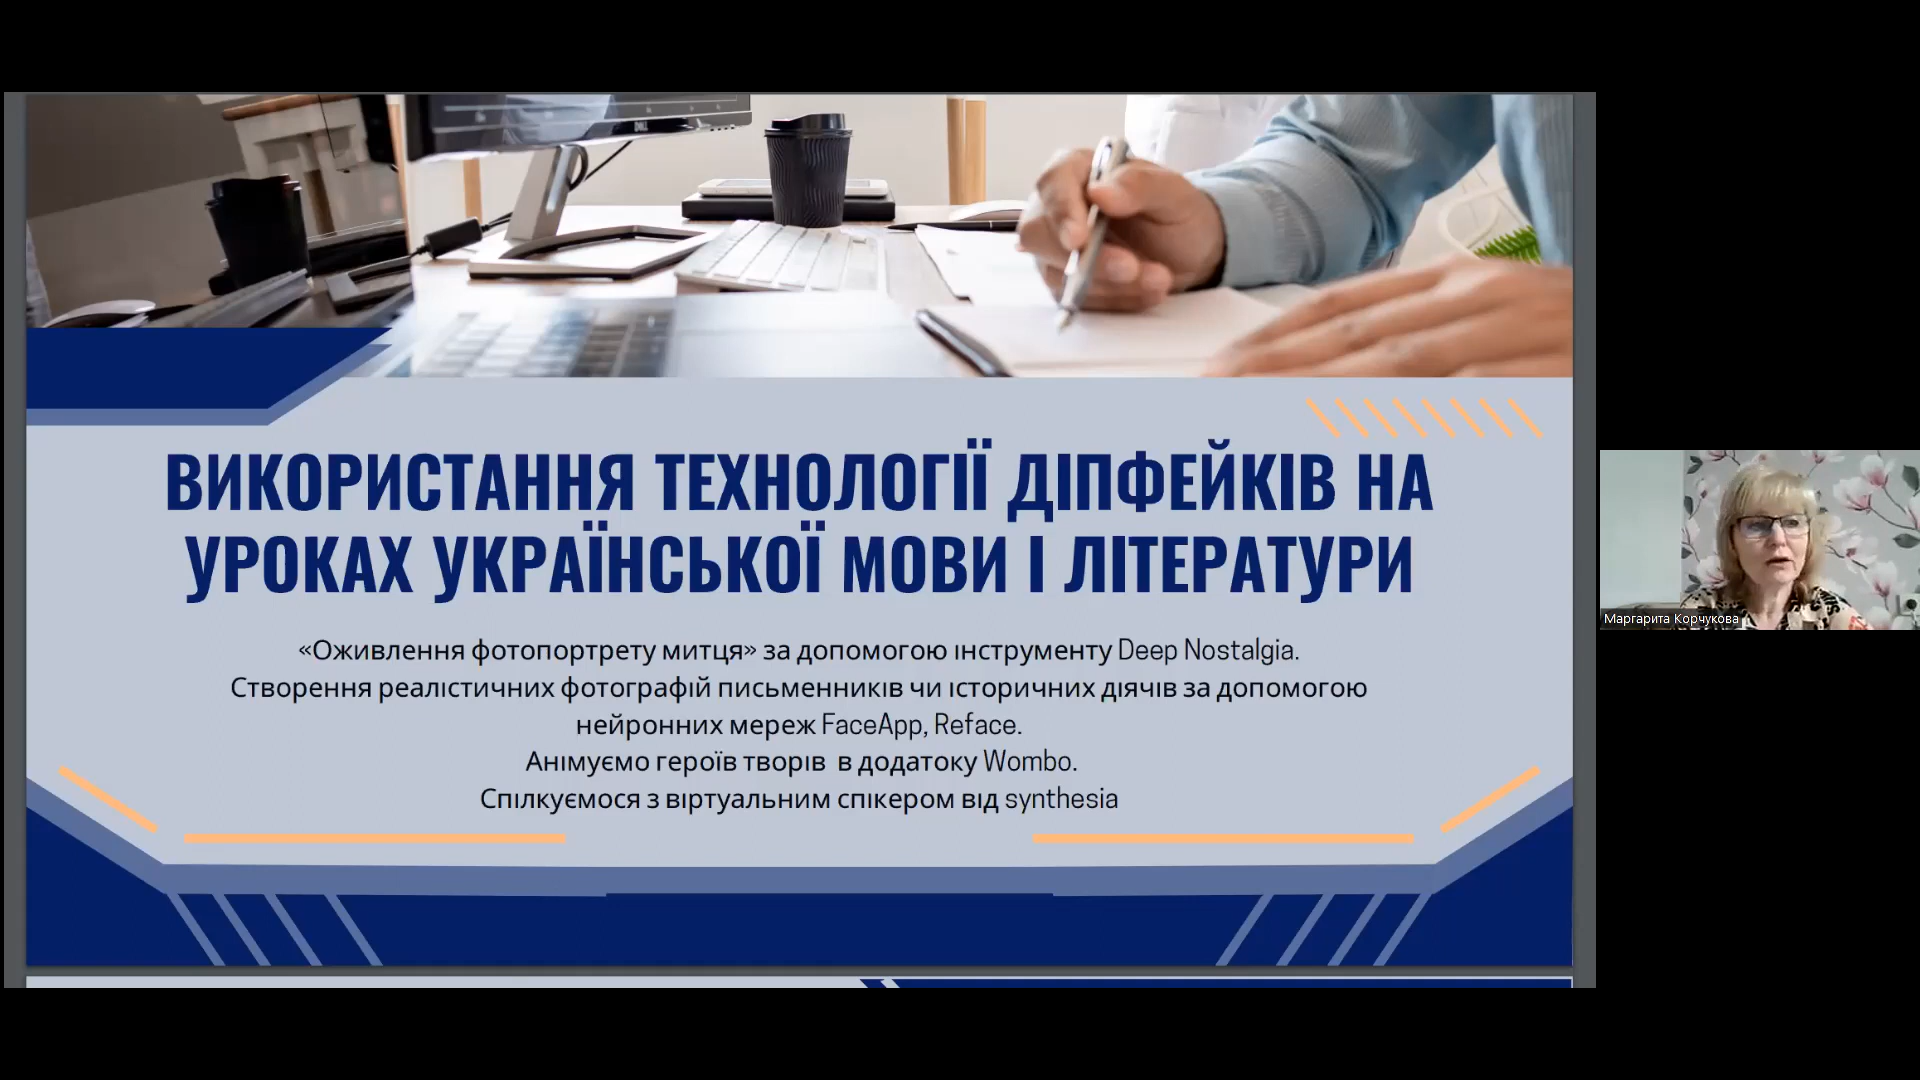 ВИКОРИСТАННЯ ТЕХНОЛОГІЇ ДІПФЕЙКІВ НА
УРОКАХ УКРАЇНСЬКОЇ МОВИ І ЛІТЕРАТУРИ
«Оживлення фотопортрету митця» за допомогою інструменту Deep Nostalgia.
Створення реалістичних фотографій письменників чи історичних діячів за допомогою
нейронних мереж FaceApp, Reface.
Анімуємо героїв творів в додатоку Wombo.
Спілкуємося з віртуальним спікером від synthesia
Маргарита Корчукова
DELL